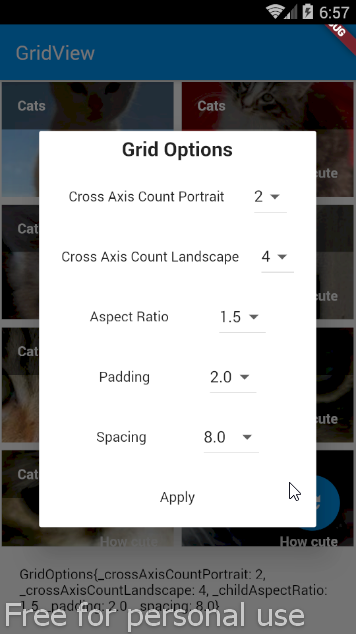 6:57
GridView
BUG
Cats
Cats
Grid Options
cute
Cross Axis Count Portrait 2
Cat
Cross Axis Count Landscape 4
cute
Aspect Ratio 1.5
Cat
Padding 2.0
cute
Spacing 8.0
Cat
Apply
How cute
How cute
GridOptions{_crossAxisCountPortrait: 2,
_crossAxisCountLandscape: 4, _childAspectRatio:
1.5, _padding: 2.0, _spacing: 8.0}
Free for personal use